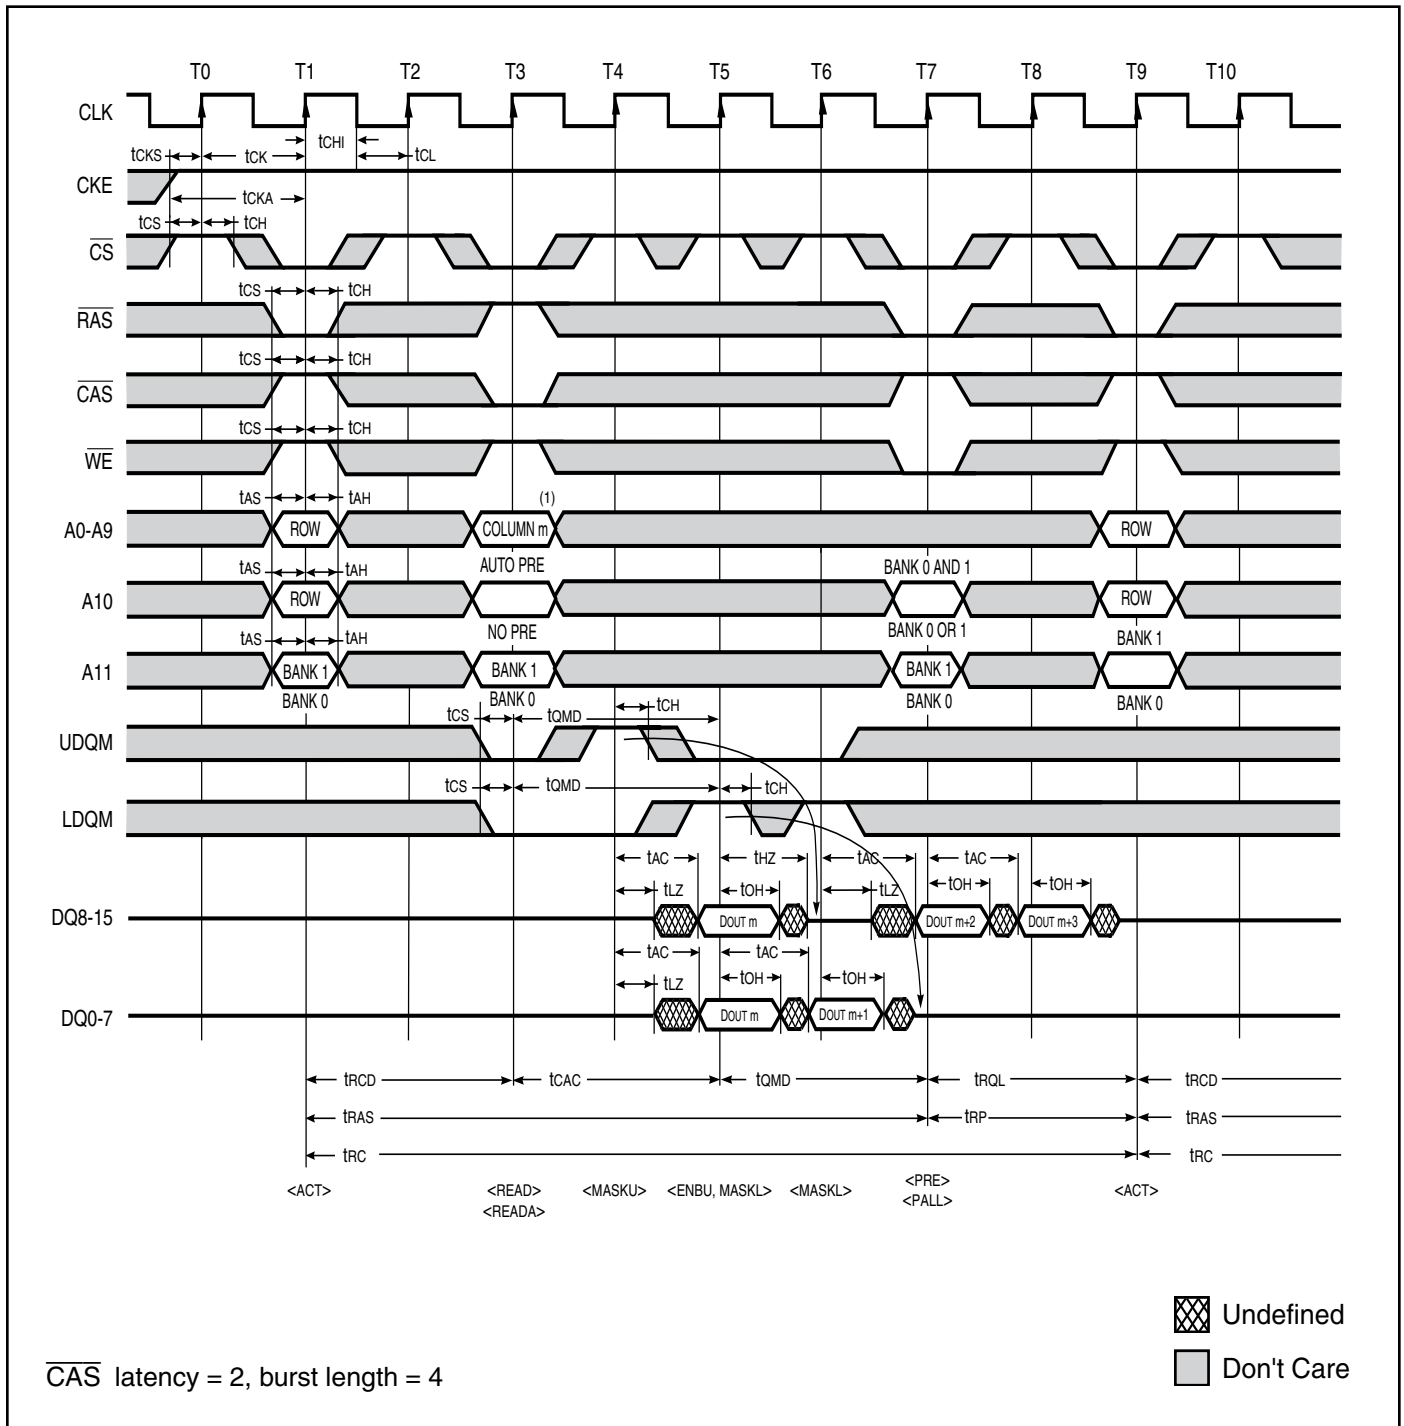 T0 T1 T2 T3 T4 T5 T6 T7 T8 T9 T10
CLK
tCHI
tCKS tCK tCL
CKE
tCKA
tCS tCH
CS
tCS tCH
RAS
tCS tCH
CAS
tCS tCH
WE
tAS tAH (1)
A0-A9 ROW COLUMN m ROW
tAS tAH AUTO PRE BANK 0 AND 1
A10 ROW ROW
tAS tAH NO PRE BANK 0 OR 1 BANK 1
A11 BANK 1 BANK 1 BANK 1
BANK 0 BANK 0 BANK 0 BANK 0
tCS tQMD tCH
UDQM
tCS tQMD tCH
LDQM
tAC tHZ tAC tAC
tLZ tOH tLZ tOH tOH
DQ8-15 DOUT m DOUT m+2 DOUT m+3
tAC tAC
tLZ tOH tOH
DQ0-7 DOUT m DOUT m+1
tRCD tCAC tQMD tRQL tRCD
tRAS tRP tRAS
tRC tRC
<ACT> <READ> <MASKU> <ENBU, MASKL> <MASKL> <PRE> <ACT>
<READA> <PALL>
Undefined
Don't Care
CAS latency = 2, burst length = 4